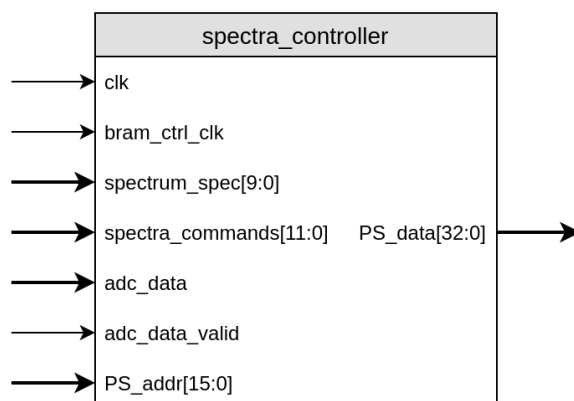 spectra_controller
clk
bram_ctrl_clk
spectrum_spec[9:0]
spectra_commands[11:0] PS_data[32:0]
adc_data
adc_data_valid
PS_addr[15:0]